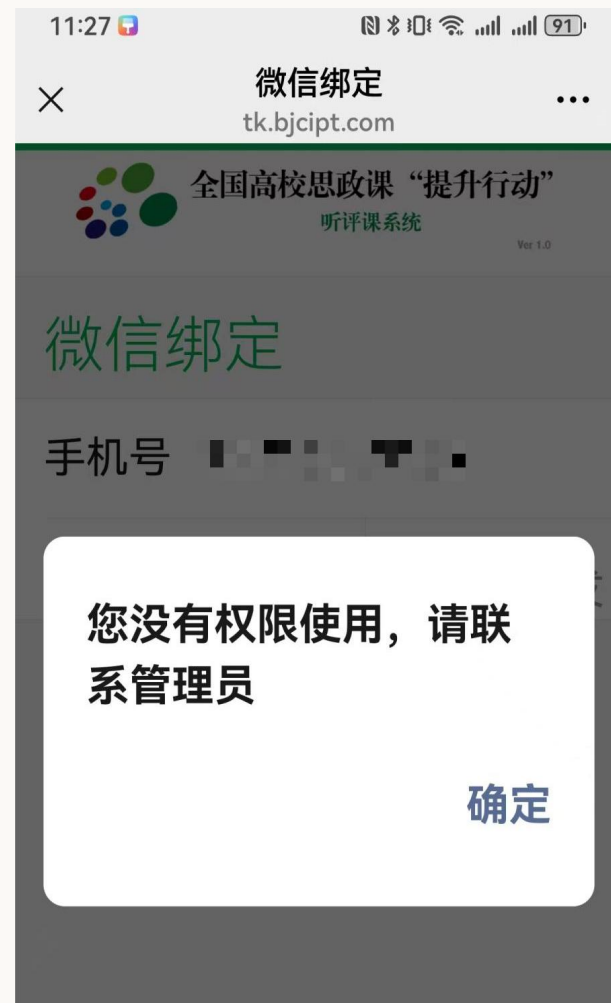 11:27
91
微信绑定
tk.bjcipt.com
全国高校思政课“提升行动”
听评课系统
Ver 1.0
微信绑定
手机号
您没有权限使用，请联
系管理员
确定